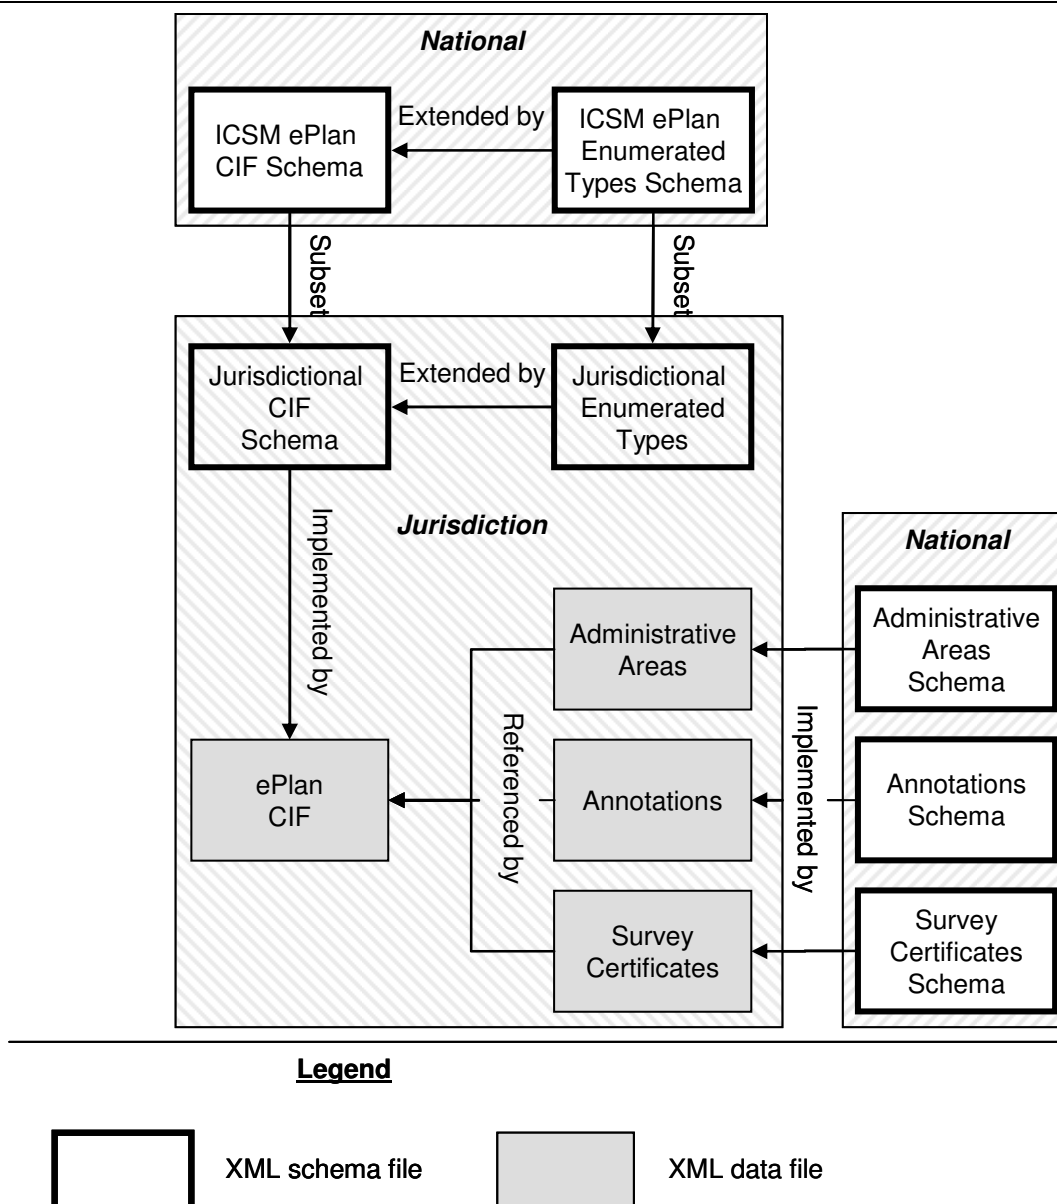 National
ICSM ePlan
CIF Schema
Extended by
ICSM ePlan
Enumerated
Types Schema
Subset
Subset
Jurisdictional
CIF
Schema
Extended by
Jurisdictional
Enumerated
Types
Implemented by
Jurisdiction
National
Administrative
Areas
Administrative
Areas
Schema
Referenced by
Implemented by
ePlan
CIF
Annotations
Annotations
Schema
Survey
Certificates
Survey
Certificates
Schema
Legend
XML schema file
XML data file